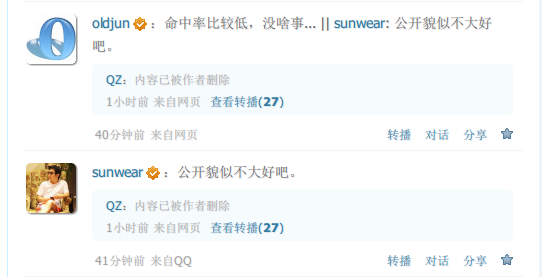 oldjun : 命中率比较低，没啥事... || sunwear: 公开貌似不大好
吧。
QZ: 内容已被作者删除
1小时前 来自网页 查看转播(27)
40分钟前 来自网页 转播 对话 分享
sunwear : 公开貌似不大好吧。
QZ: 内容已被作者删除
1小时前 来自网页 查看转播(27)
41分钟前 来自QQ 转播 对话 分享